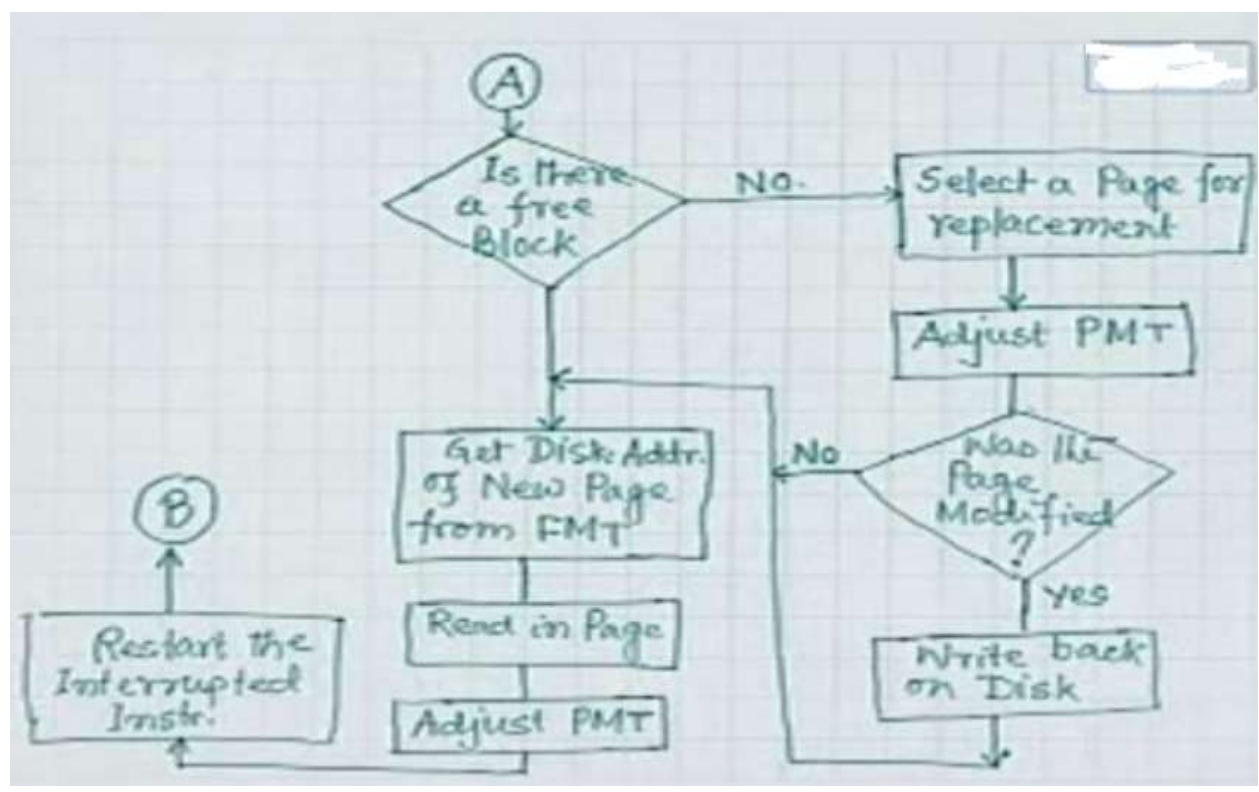 A
Is there
a free
Block
NO.
Select a Page for
replacement
Adjust PMT
Was the
Page
Modified
?
No
yes
Write back
on Disk
Get Disk Addr.
of New Page
from FMT
Read in Page
Adjust PMT
Restart the
Interrupted
Instr.
B